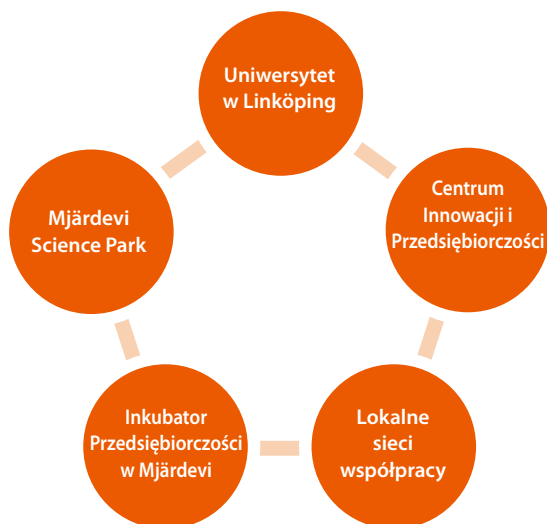 Uniwersytet
w Linköping
Centrum
Innowacji i
Przedsiębiorczości
Mjärdevi
Science Park
Inkubator
Przedsiębiorczości
w Mjärdevi
Lokalne
sieci
współpracy